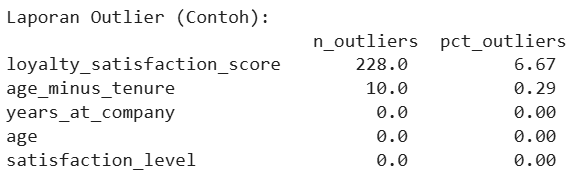 Laporan Outlier (Contoh):
n_outliers pct_outliers
loyalty_satisfaction_score 228.0 6.67
age_minus_tenure 10.0 0.29
years_at_company 0.0 0.00
age 0.0 0.00
satisfaction_level 0.0 0.00